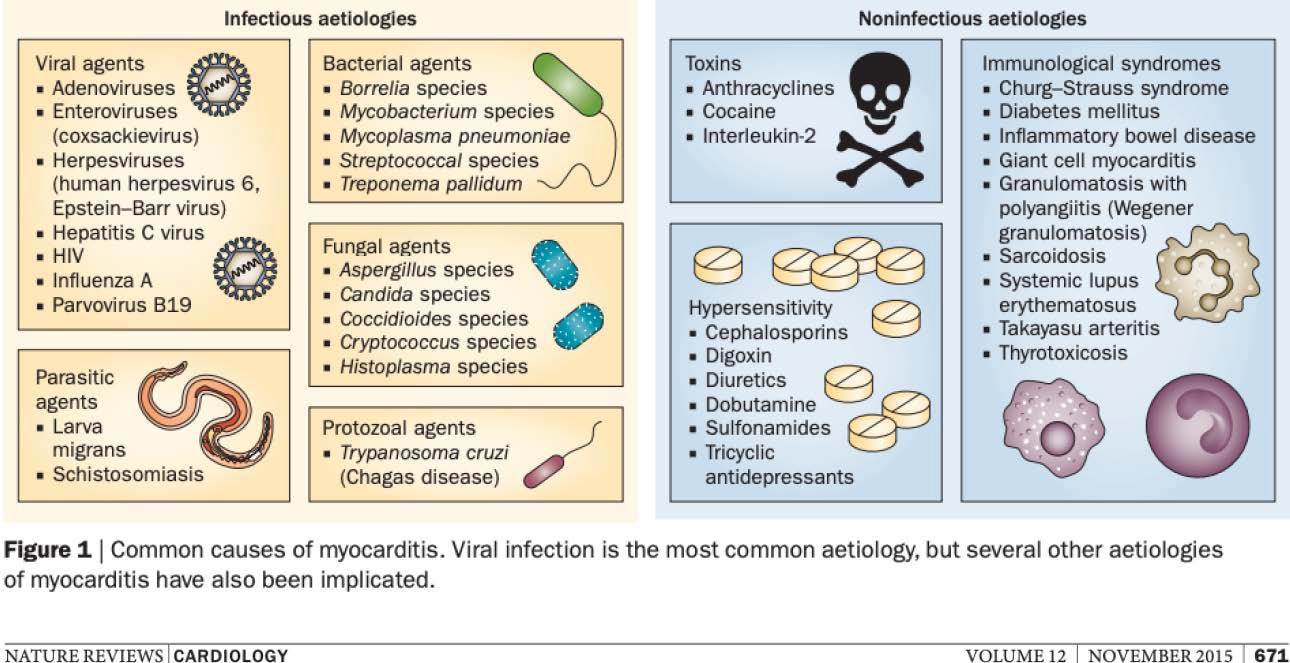 Infectious aetiologies
Viral agents
▪ Adenoviruses
▪ Enteroviruses
(coxsackievirus)
▪ Herpesviruses
(human herpesvirus 6,
Epstein–Barr virus)
▪ Hepatitis C virus
▪ HIV
▪ Influenza A
▪ Parvovirus B19
Parasitic
agents
▪ Larva
migrans
▪ Schistosomiasis
Bacterial agents
▪ Borrelia species
▪ Mycobacterium species
▪ Mycoplasma pneumoniae
▪ Streptococcal species
▪ Treponema pallidum
Fungal agents
▪ Aspergillus species
▪ Candida species
▪ Coccidioides species
▪ Cryptococcus species
▪ Histoplasma species
Protozoal agents
▪ Trypanosoma cruzi
(Chagas disease)
Noninfectious aetiologies
Toxins
▪ Anthracyclines
▪ Cocaine
▪ Interleukin-2
Hypersensitivity
▪ Cephalosporins
▪ Digoxin
▪ Diuretics
▪ Dobutamine
▪ Sulfonamides
▪ Tricyclic
antidepressants
Immunological syndromes
▪ Churg–Strauss syndrome
▪ Diabetes mellitus
▪ Inflammatory bowel disease
▪ Giant cell myocarditis
▪ Granulomatosis with
polyangiitis (Wegener
granulomatosis)
▪ Sarcoidosis
▪ Systemic lupus
erythematosus
▪ Takayasu arteritis
▪ Thyrotoxicosis
Figure 1 | Common causes of myocarditis. Viral infection is the most common aetiology, but several other aetiologies
of myocarditis have also been implicated.
NATURE REVIEWS | CARDIOLOGY
VOLUME 12 | NOVEMBER 2015 | 671